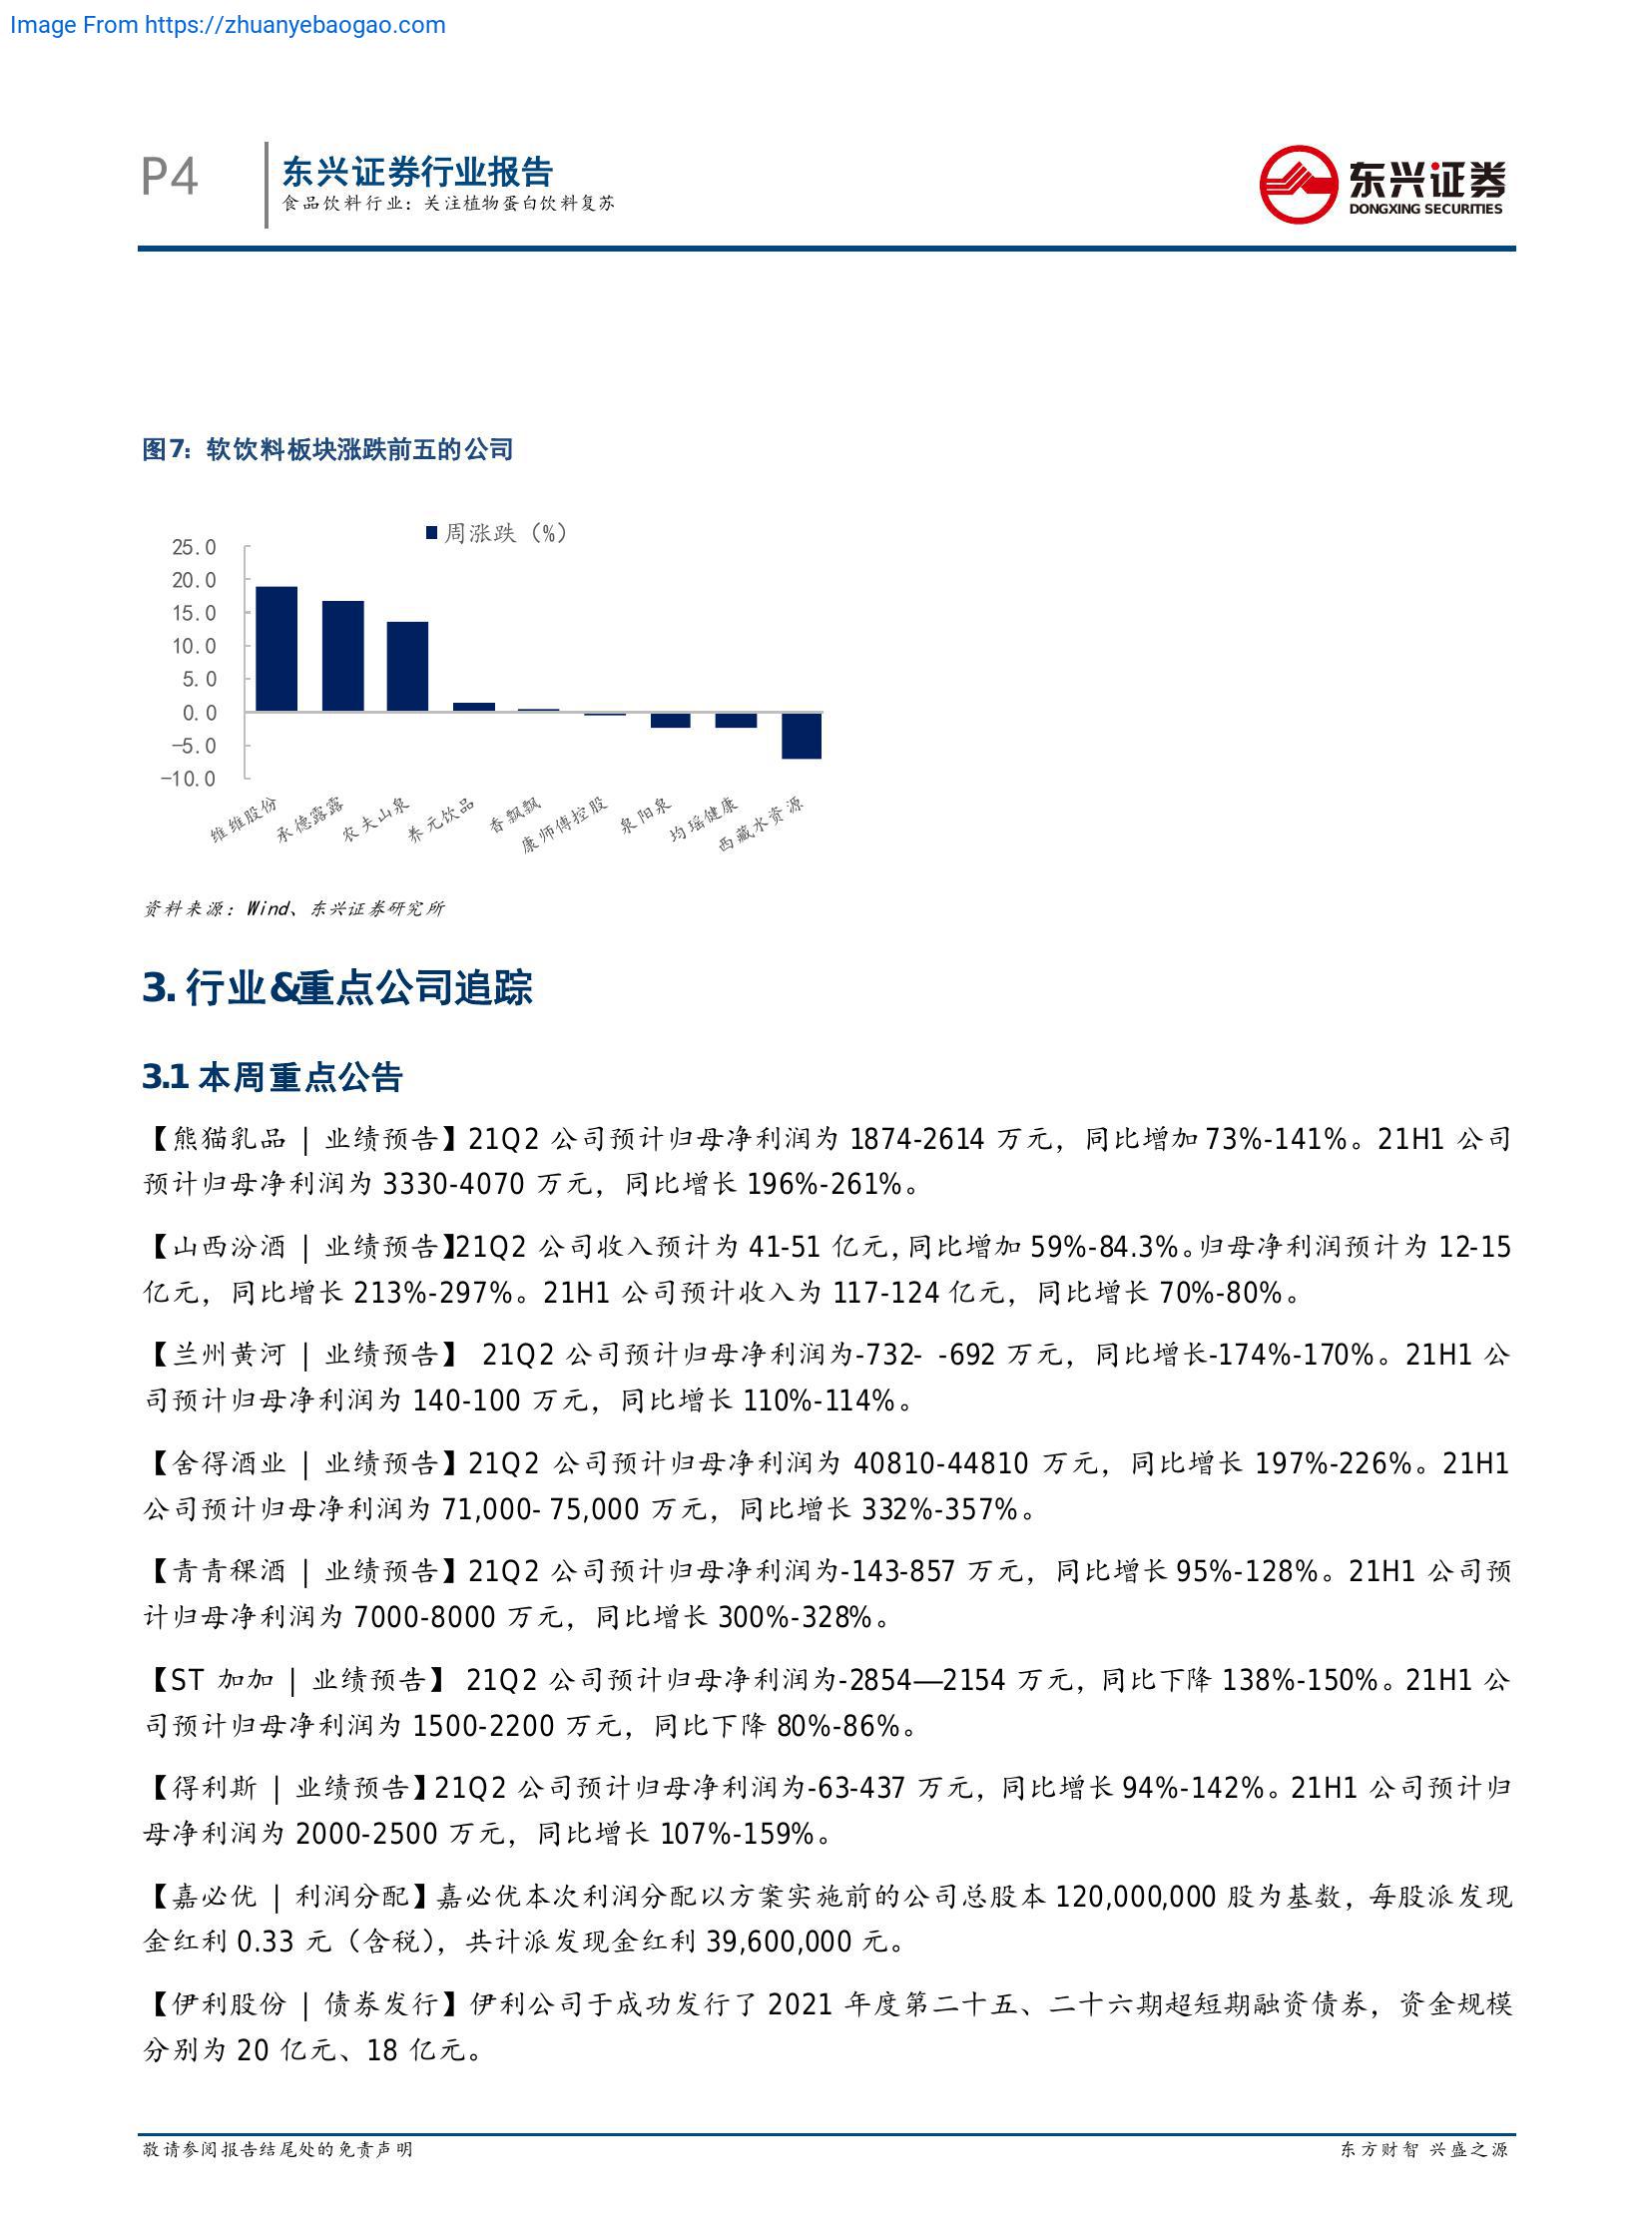 Image From https://zhuanyebaogao.com
P4
东兴证券行业报告
食品饮料行业：关注植物蛋白饮料复苏
东兴证券
DONGXING SECURITIES
图7：软饮料板块涨跌前五的公司
周涨跌（%）
25.0
20.0
15.0
10.0
5.0
0.0
-5.0
-10.0
维维股份
承德露露
农夫山泉
养元饮品
香飘飘
康师傅控股
泉阳泉
均瑶健康
西藏水资源
资料来源：Wind、东兴证券研究所
3. 行业&重点公司追踪
3.1 本周重点公告
【熊猫乳品 | 业绩预告】21Q2 公司预计归母净利润为 1874-2614 万元，同比增加 73%-141%。21H1 公司
预计归母净利润为 3330-4070 万元，同比增长 196%-261%。
【山西汾酒 | 业绩预告】21Q2 公司收入预计为 41-51 亿元，同比增加 59%-84.3%。归母净利润预计为 12-15
亿元，同比增长 213%-297%。21H1 公司预计收入为 117-124 亿元，同比增长 70%-80%。
【兰州黄河 | 业绩预告】 21Q2 公司预计归母净利润为-732- -692 万元，同比增长-174%-170%。21H1 公
司预计归母净利润为 140-100 万元，同比增长 110%-114%。
【舍得酒业 | 业绩预告】21Q2 公司预计归母净利润为 40810-44810 万元，同比增长 197%-226%。21H1
公司预计归母净利润为 71,000- 75,000 万元，同比增长 332%-357%。
【青青稞酒 | 业绩预告】21Q2 公司预计归母净利润为-143-857 万元，同比增长 95%-128%。21H1 公司预
计归母净利润为 7000-8000 万元，同比增长 300%-328%。
【ST 加加 | 业绩预告】 21Q2 公司预计归母净利润为-2854—2154 万元，同比下降 138%-150%。21H1 公
司预计归母净利润为 1500-2200 万元，同比下降 80%-86%。
【得利斯 | 业绩预告】21Q2 公司预计归母净利润为-63-437 万元，同比增长 94%-142%。21H1 公司预计归
母净利润为 2000-2500 万元，同比增长 107%-159%。
【嘉必优 | 利润分配】嘉必优本次利润分配以方案实施前的公司总股本 120,000,000 股为基数，每股派发现
金红利 0.33 元（含税），共计派发现金红利 39,600,000 元。
【伊利股份 | 债券发行】伊利公司于成功发行了 2021 年度第二十五、二十六期超短期融资债券，资金规模
分别为 20 亿元、18 亿元。
敬请参阅报告结尾处的免责声明
东方财智 兴盛之源